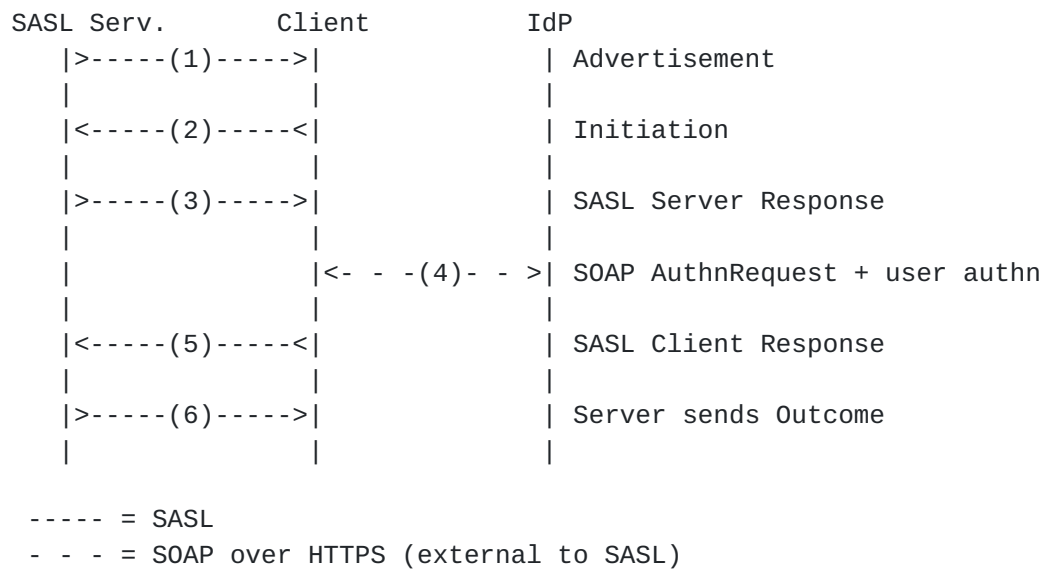 SASL Serv.       Client          IdP
    |>-----(1)----->|              | Advertisement
    |               |              |
    |<-----(2)-----<|              | Initiation
    |               |              |
    |>-----(3)----->|              | SASL Server Response
    |               |              |
    |               |<- - -(4)- - >| SOAP AuthnRequest + user authn
    |               |              |
    |<-----(5)-----<|              | SASL Client Response
    |               |              |
    |>-----(6)----->|              | Server sends Outcome
    |               |              |
 ----- = SASL
 - - - = SOAP over HTTPS (external to SASL)